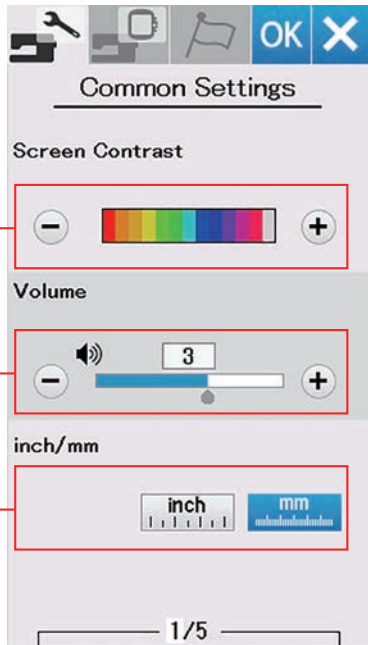 OK
Common Settings
Screen Contrast
Volume
3
inch/mm
inch
mm
1/5